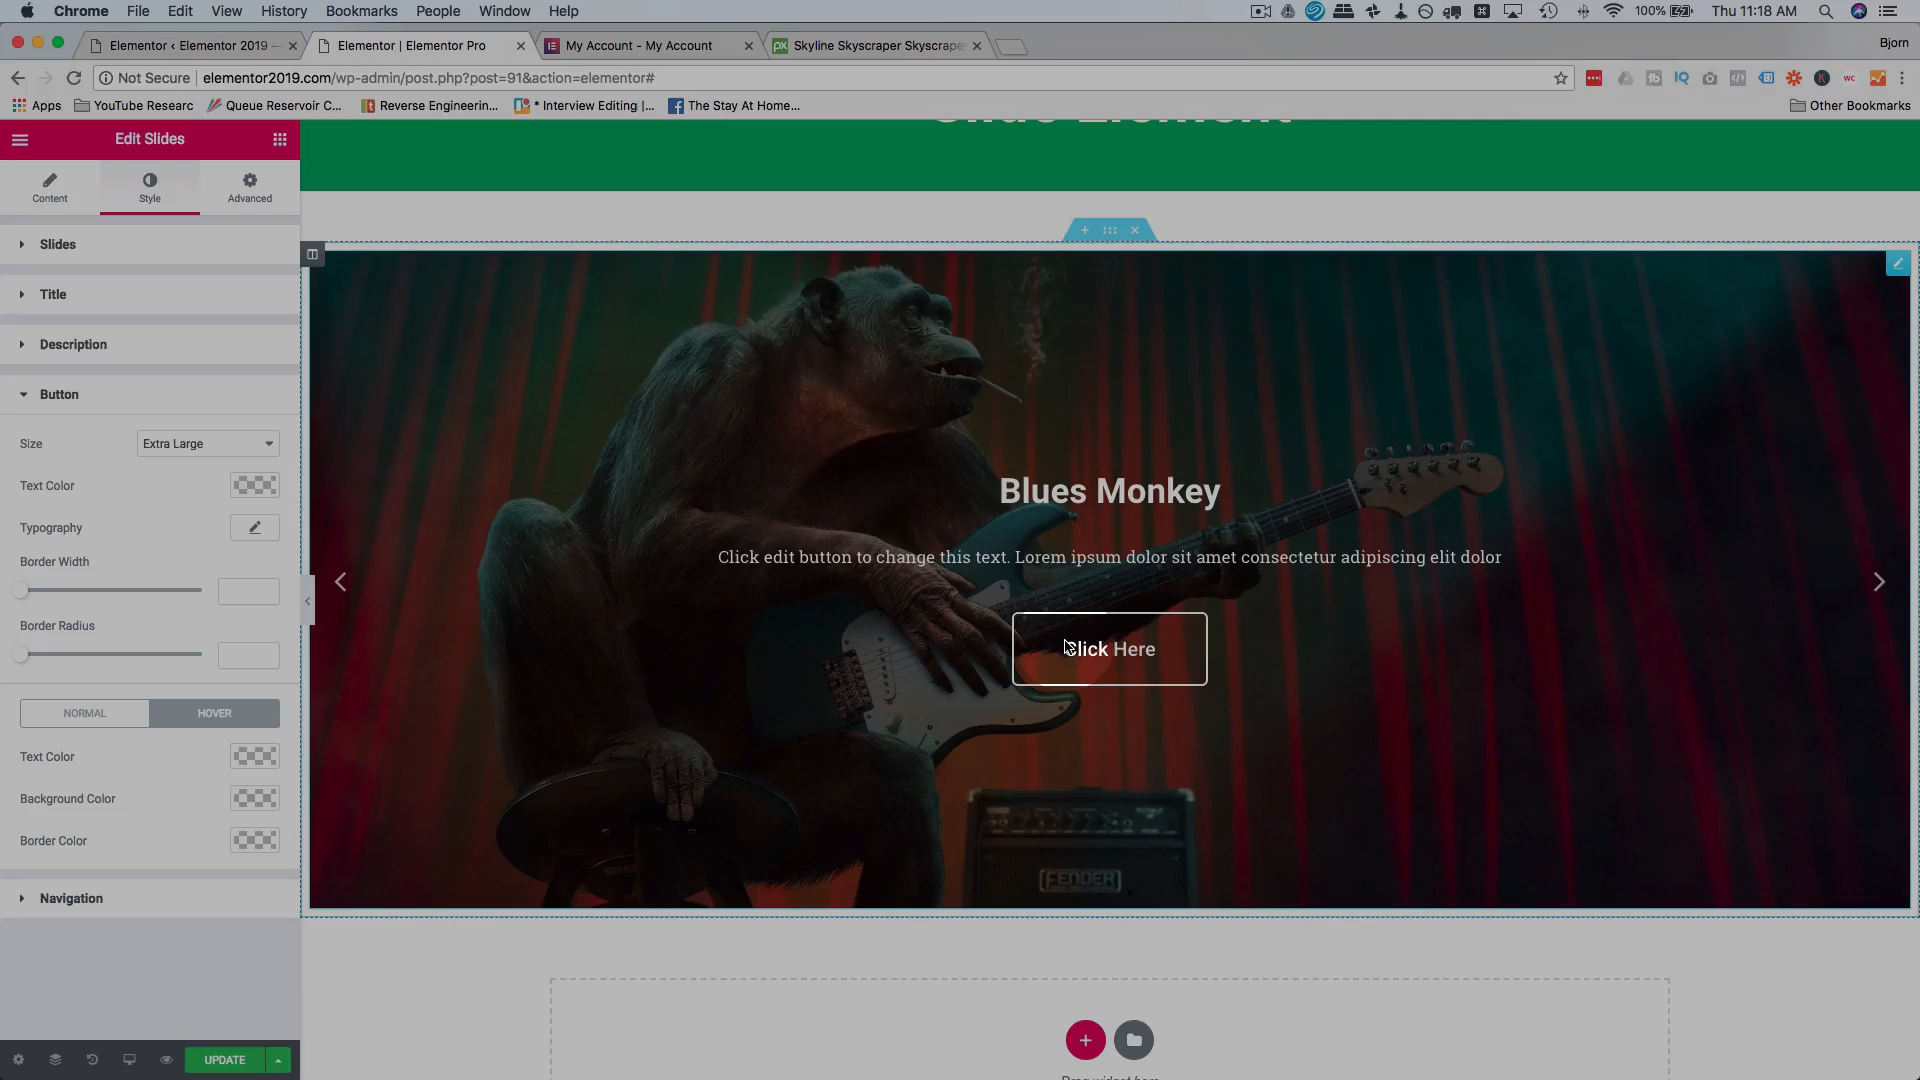 Chrome File Edit View History Bookmarks People Window Help 100% Thu 11:18 AM
Elementor ‹ Elementor 2019 —
Elementor | Elementor Pro
My Account - My Account
Skyline Skyscraper Skyscrape
Bjorn
Not Secure elementor2019.com/wp-admin/post.php?post=91&action=elementor#
Apps YouTube Researc Queue Reservoir C... Reverse Engineerin... * Interview Editing |... The Stay At Home... Other Bookmarks
Edit Slides
Slide Element
Content Style Advanced
Slides
Title
Description
Button
Size Extra Large
Text Color
Typography
Border Width
Border Radius
NORMAL HOVER
Text Color
Background Color
Border Color
Navigation
UPDATE
Blues Monkey
Click edit button to change this text. Lorem ipsum dolor sit amet consectetur adipiscing elit dolor
Click Here
FENDER
Drag widget here